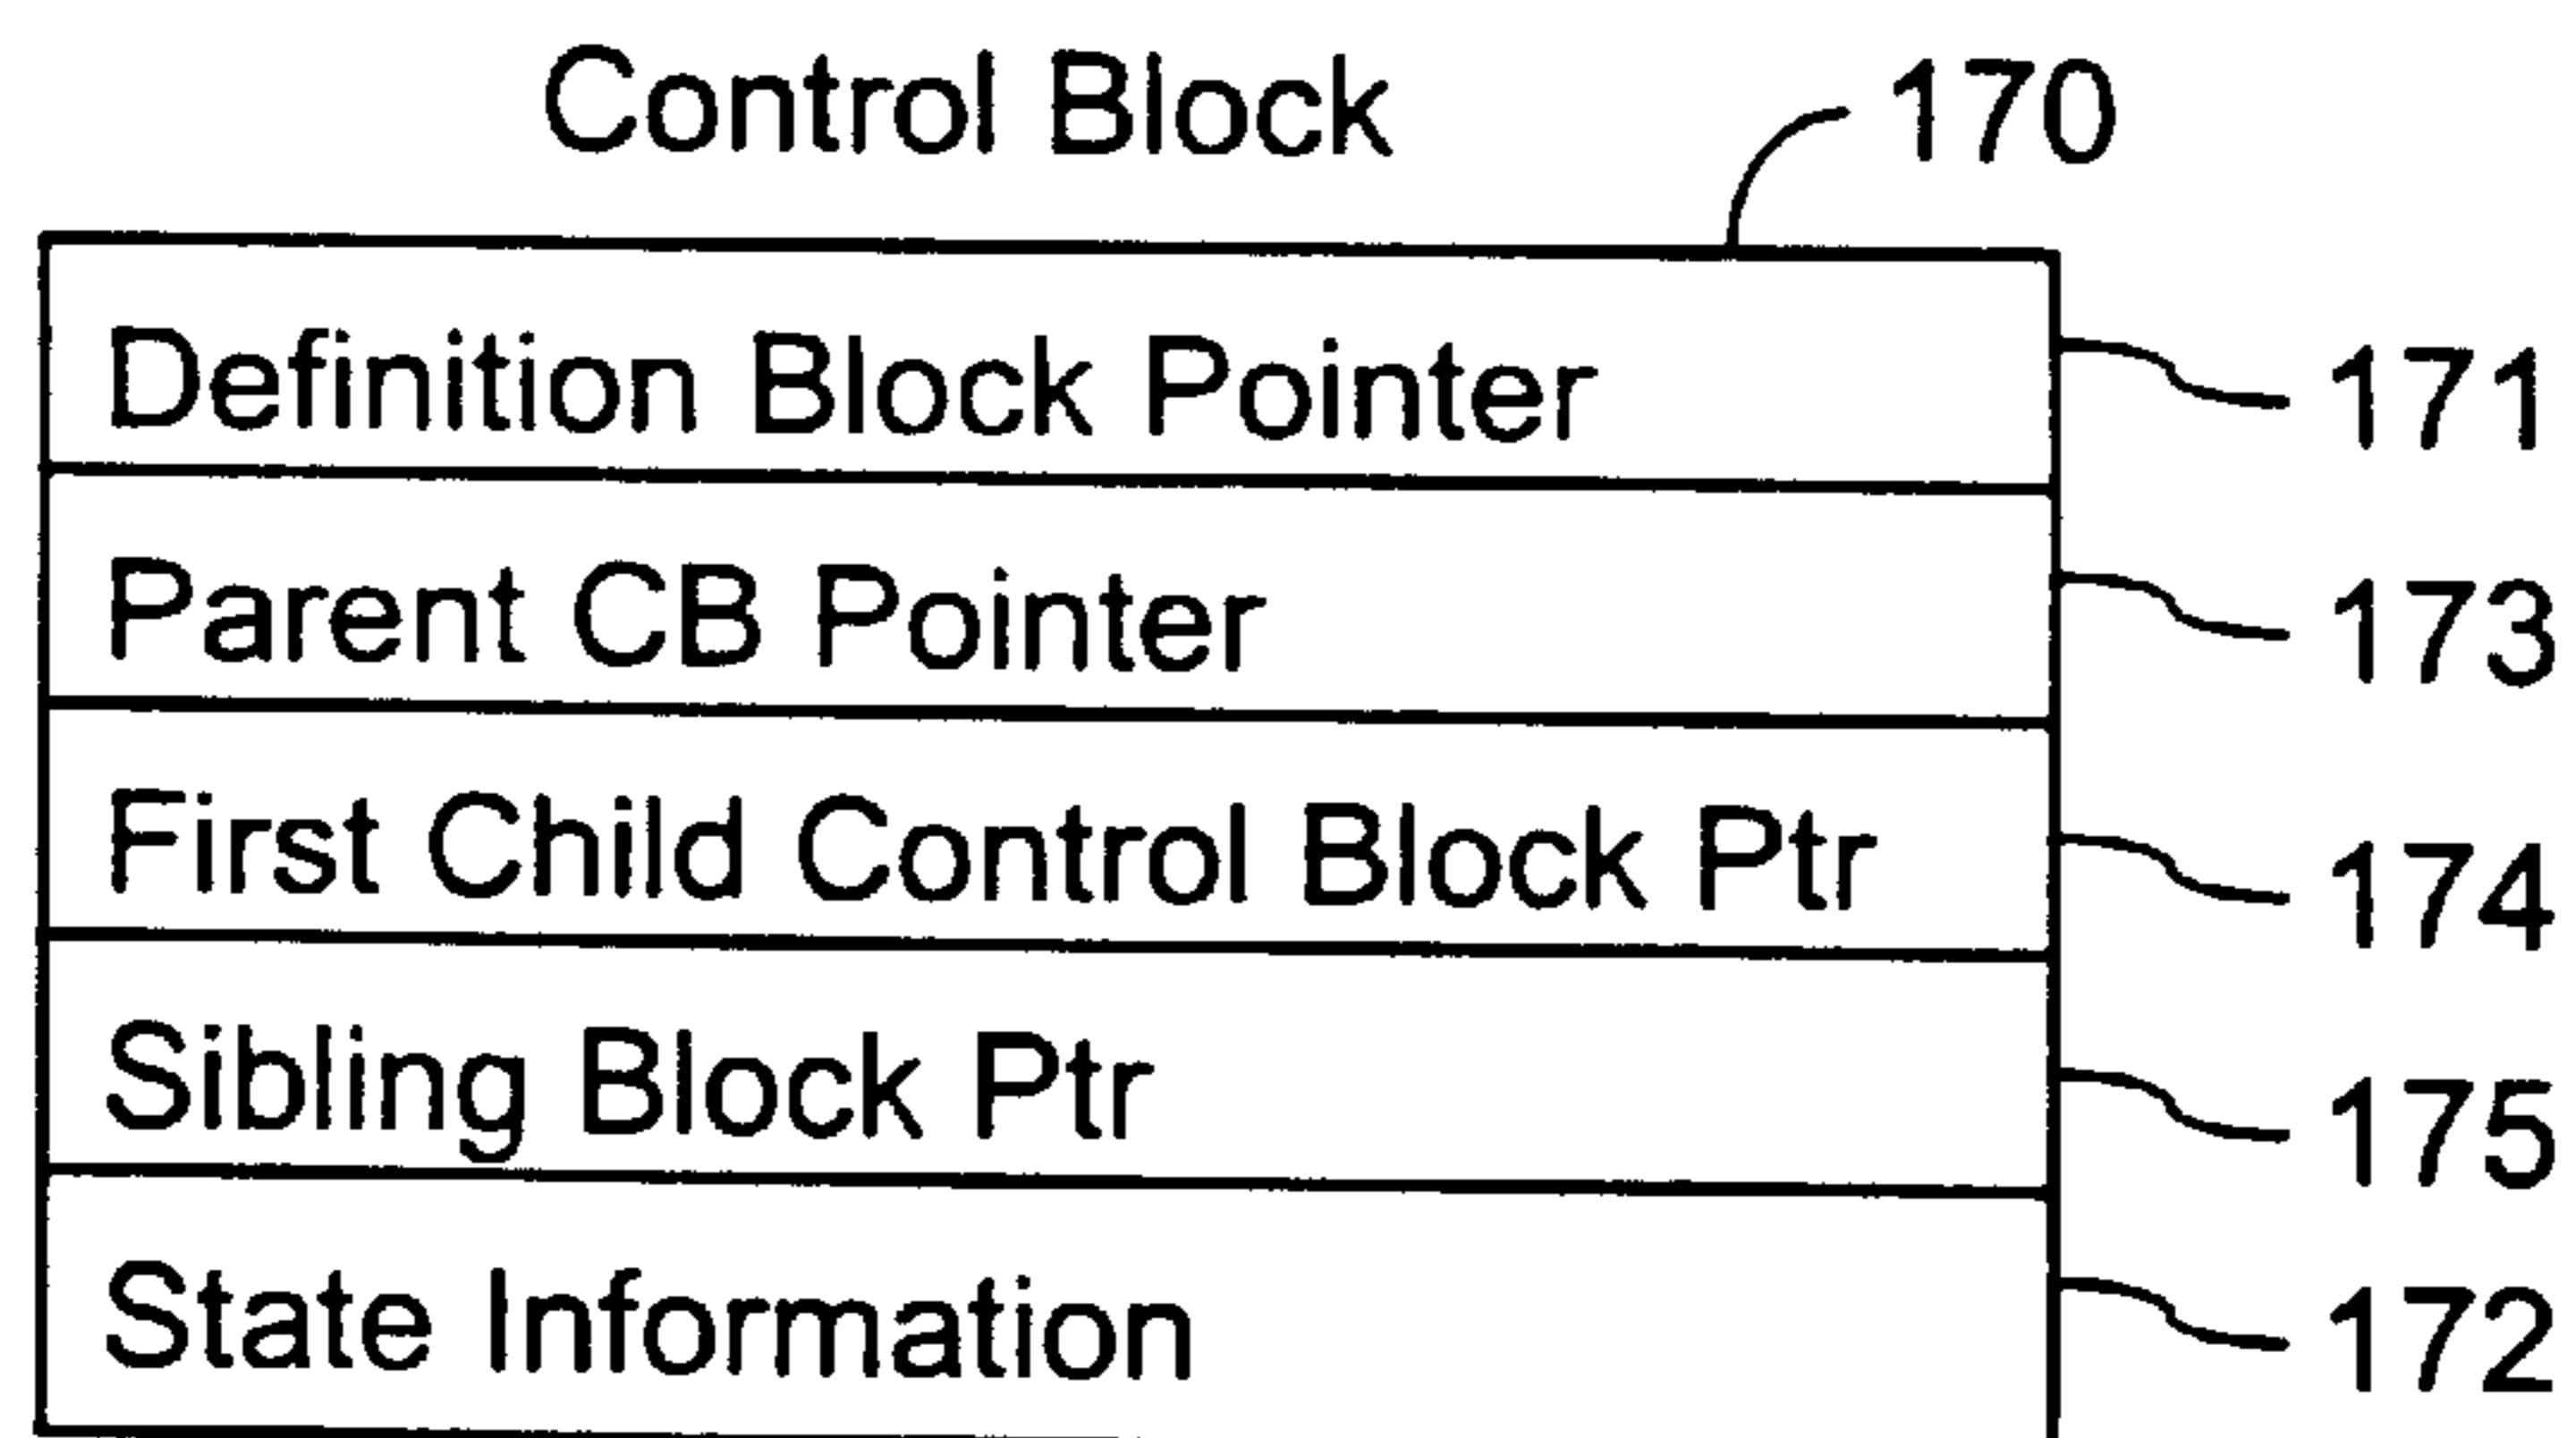 Control Block 170
Definition Block Pointer 171
Parent CB Pointer 173
First Child Control Block Ptr 174
Sibling Block Ptr 175
State Information 172